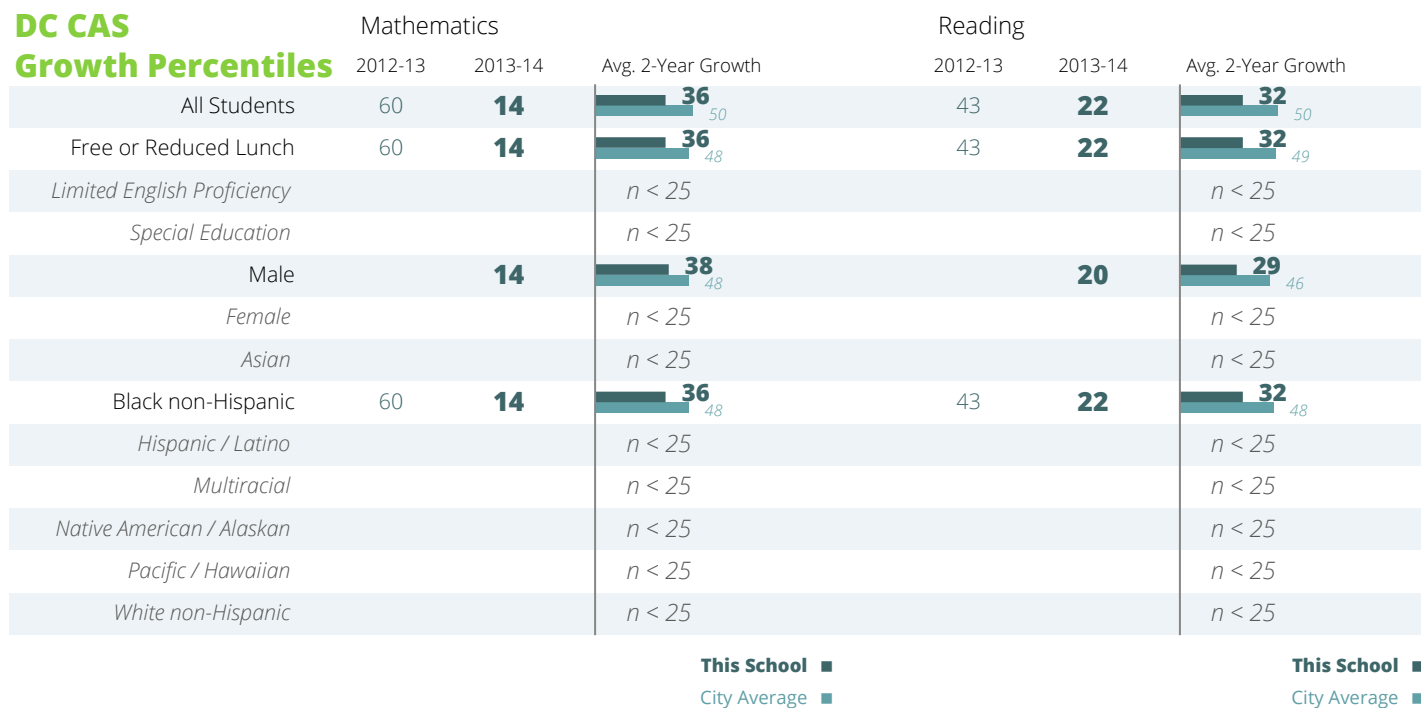 DC CAS
Growth Percentiles
Mathematics
Reading
2012-13 2013-14 Avg. 2-Year Growth 2012-13 2013-14 Avg. 2-Year Growth
All Students 60 14 36 50 43 22 32 50
Free or Reduced Lunch 60 14 36 48 43 22 32 49
Limited English Proficiency n < 25 n < 25
Special Education n < 25 n < 25
Male 14 38 48 20 29 46
Female n < 25 n < 25
Asian n < 25 n < 25
Black non-Hispanic 60 14 36 48 43 22 32 48
Hispanic / Latino n < 25 n < 25
Multiracial n < 25 n < 25
Native American / Alaskan n < 25 n < 25
Pacific / Hawaiian n < 25 n < 25
White non-Hispanic n < 25 n < 25
This School This School
City Average City Average